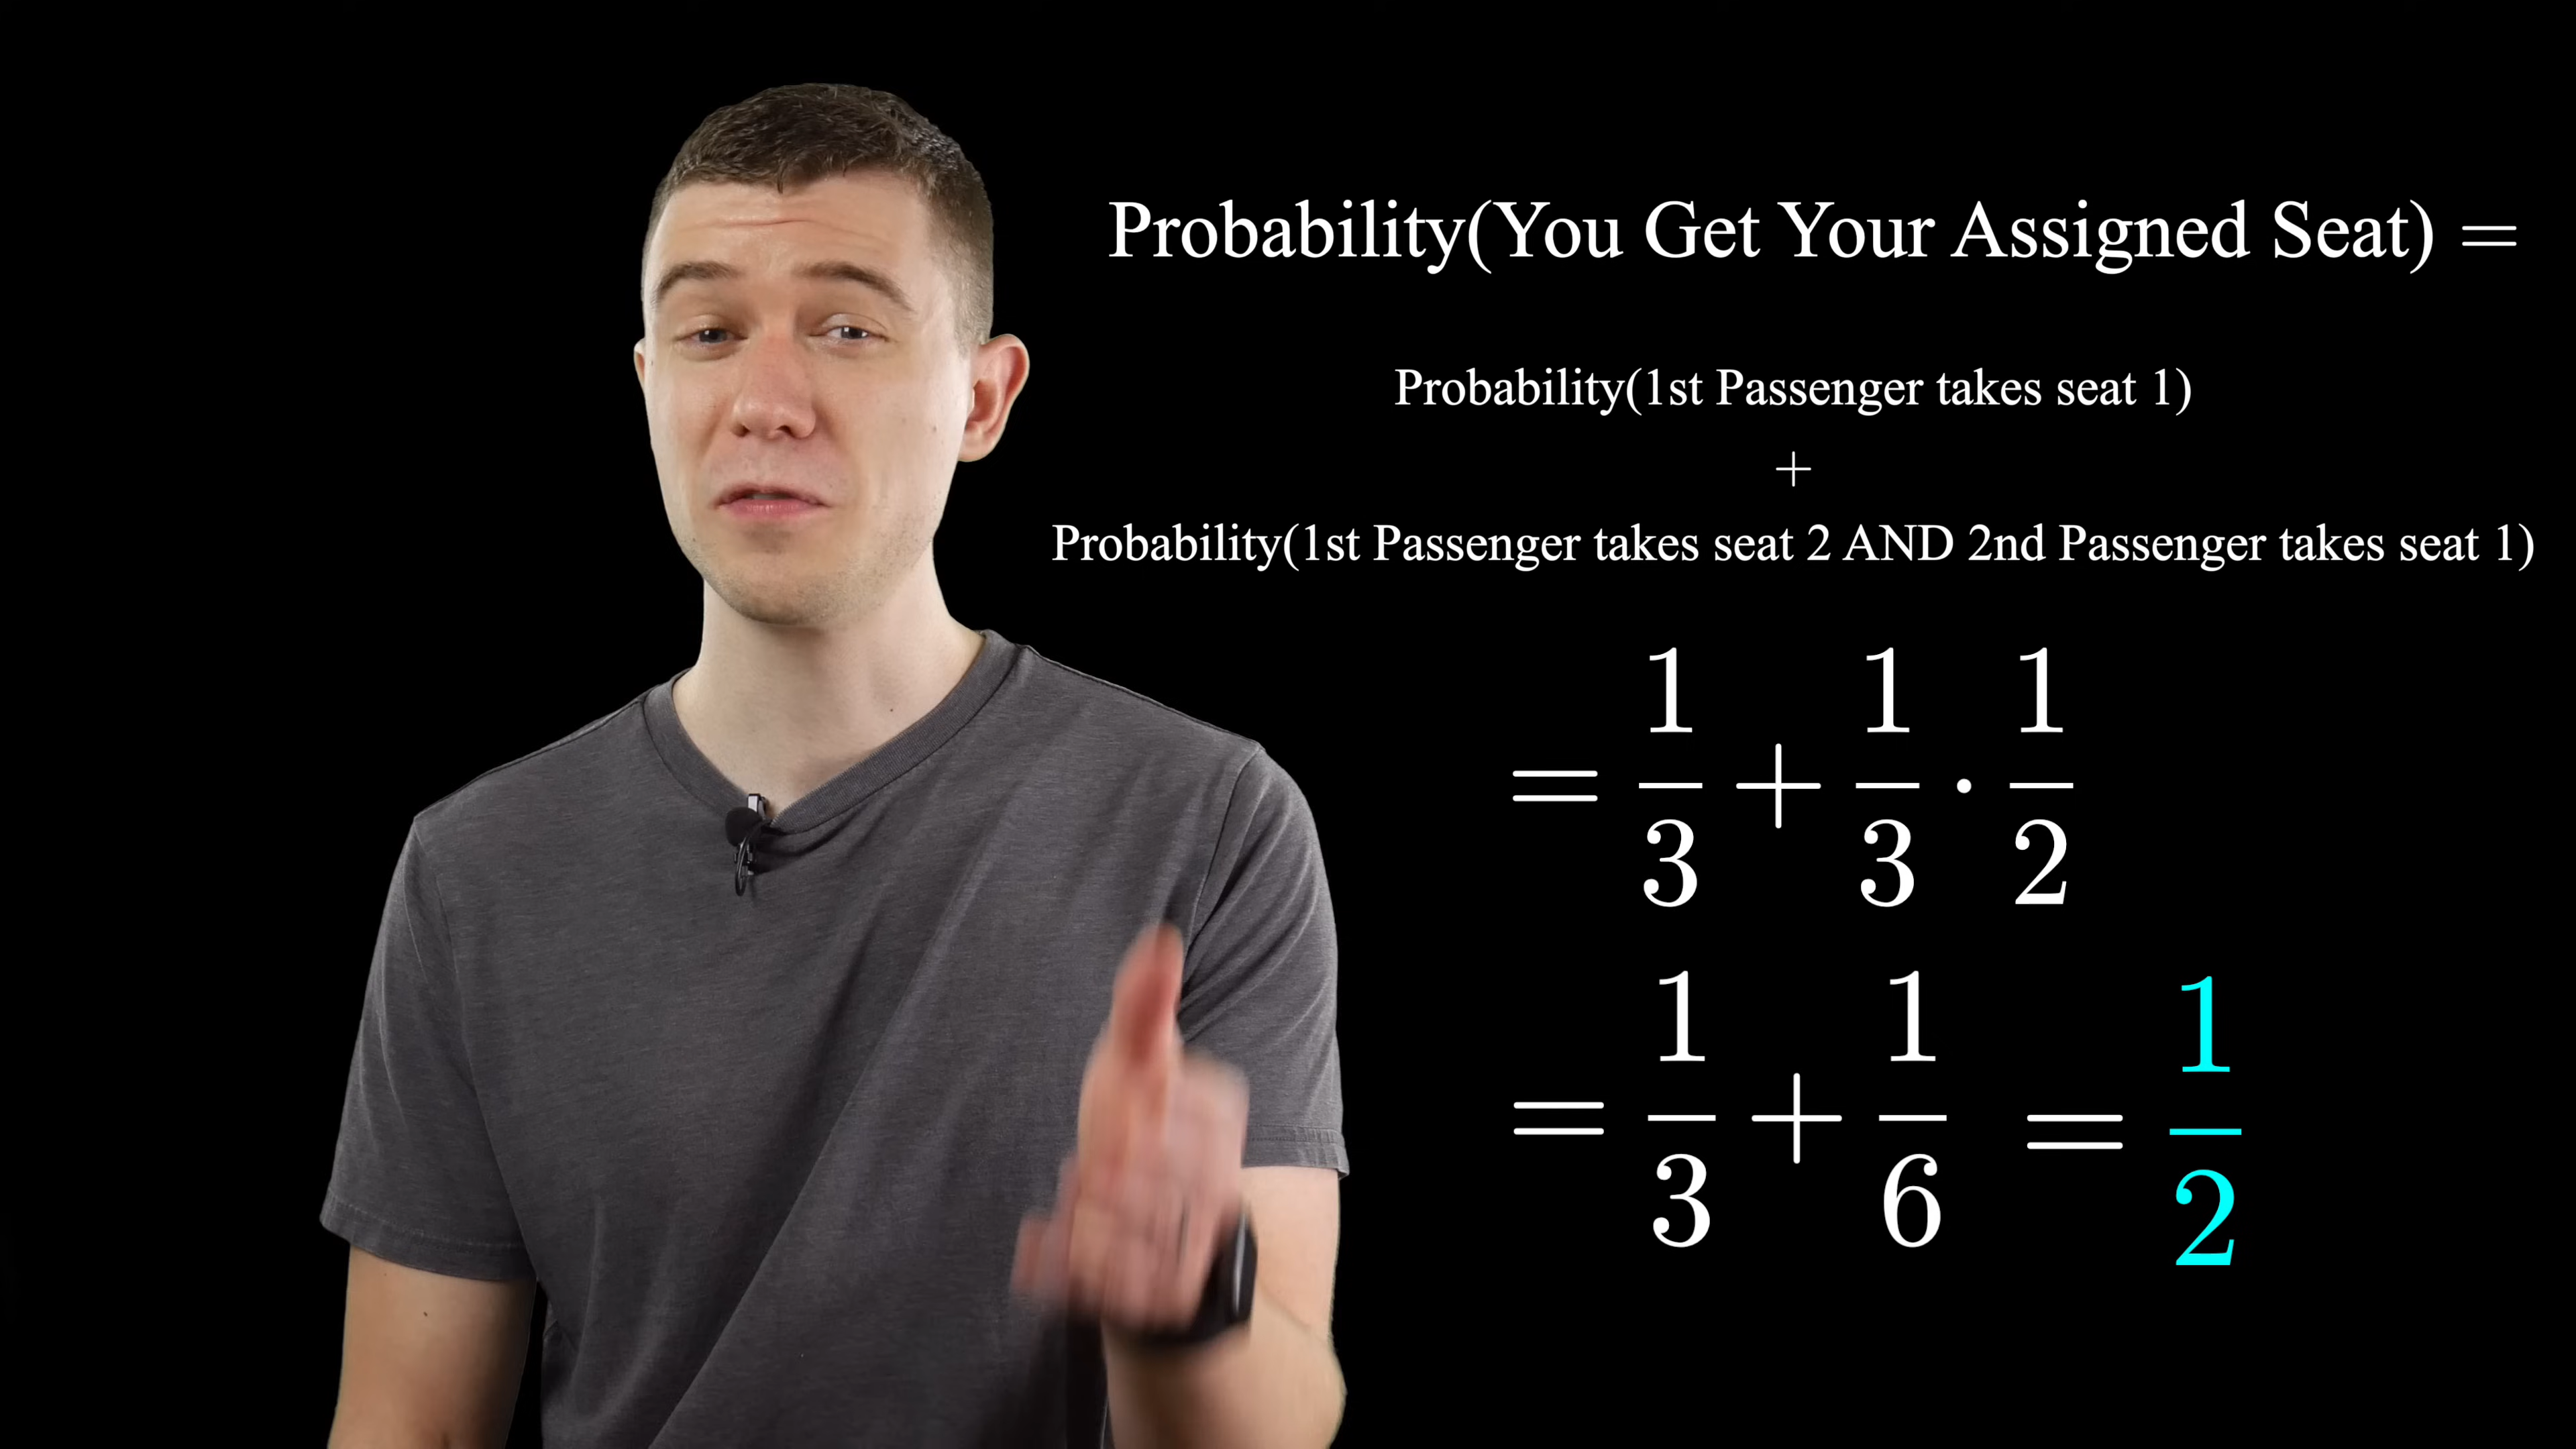 Probability(You Get Your Assigned Seat) =
Probability(1st Passenger takes seat 1)
+
Probability(1st Passenger takes seat 2 AND 2nd Passenger takes seat 1)
= 1/3 + 1/3 · 1/2
= 1/3 + 1/6 = 1/2